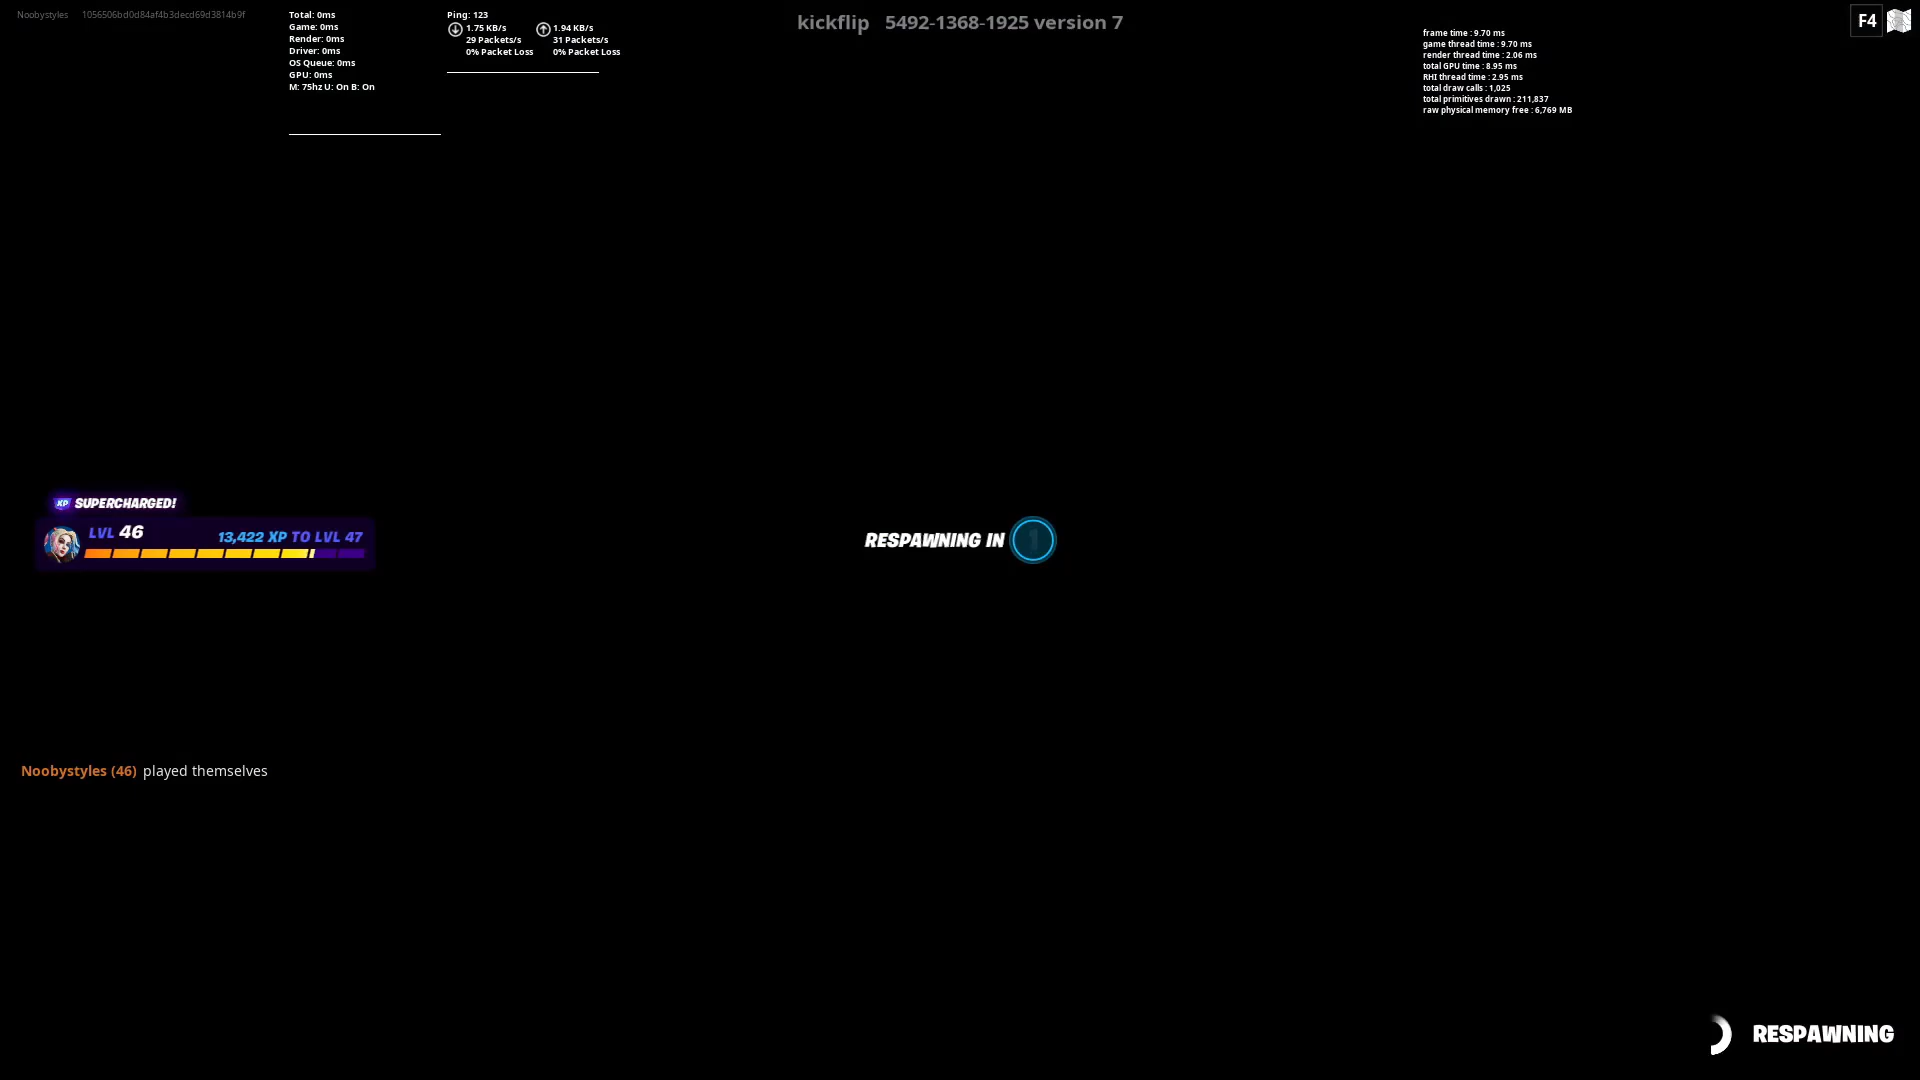 Noobystyles 1056506bd0d84af4b3decd69d3814b9f
Total: 0ms
Game: 0ms
Render: 0ms
Driver: 0ms
OS Queue: 0ms
GPU: 0ms
M: 75hz U: On B: On
Ping: 123
1.75 KB/s 1.94 KB/s
29 Packets/s 31 Packets/s
0% Packet Loss 0% Packet Loss
kickflip 5492-1368-1925 version 7
frame time : 9.70 ms
game thread time : 9.70 ms
render thread time : 2.06 ms
total GPU time : 8.95 ms
RHI thread time : 2.95 ms
total draw calls : 1,025
total primitives drawn : 211,837
raw physical memory free : 6,769 MB
F4
XP SUPERCHARGED!
LVL 46 13,422 XP TO LVL 47
RESPAWNING IN 1
Noobystyles (46) played themselves
RESPAWNING